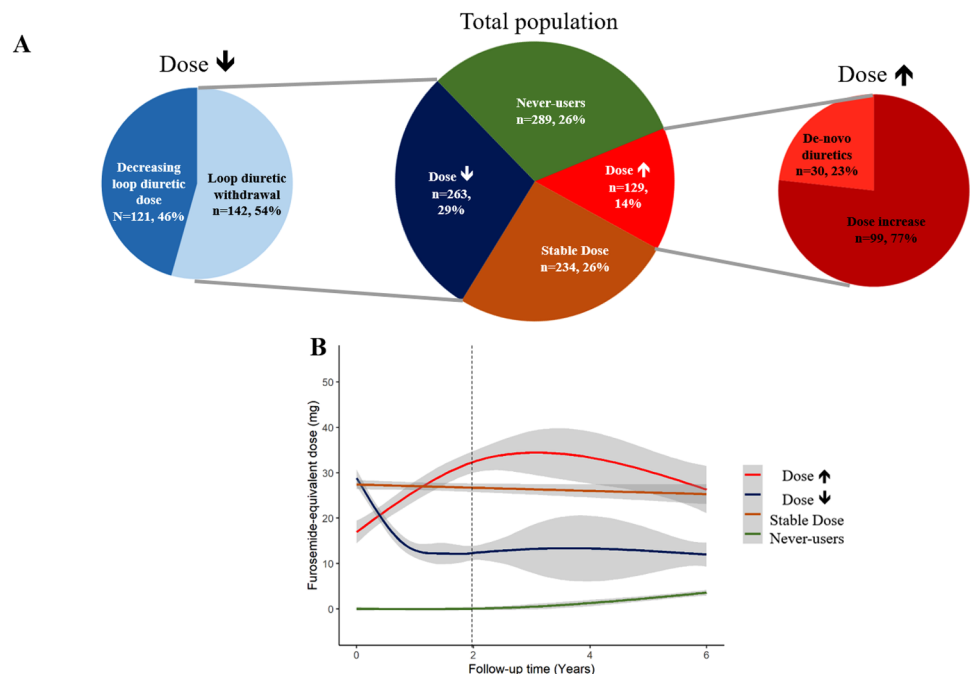 A
Total population
Dose ↓
Dose ↑
Never-users
n=289, 26%
Dose ↓
n=263,
29%
Dose ↑
n=129,
14%
Stable Dose
n=234, 26%
Decreasing
loop diuretic
dose
N=121, 46%
Loop diuretic
withdrawal
n=142, 54%
De-novo
diuretics
n=30, 23%
Dose increase
n=99, 77%
B
Furosemide-equivalent dose (mg)
50
40
30
20
10
0
0
2
4
6
Follow-up time (Years)
Dose ↑
Dose ↓
Stable Dose
Never-users